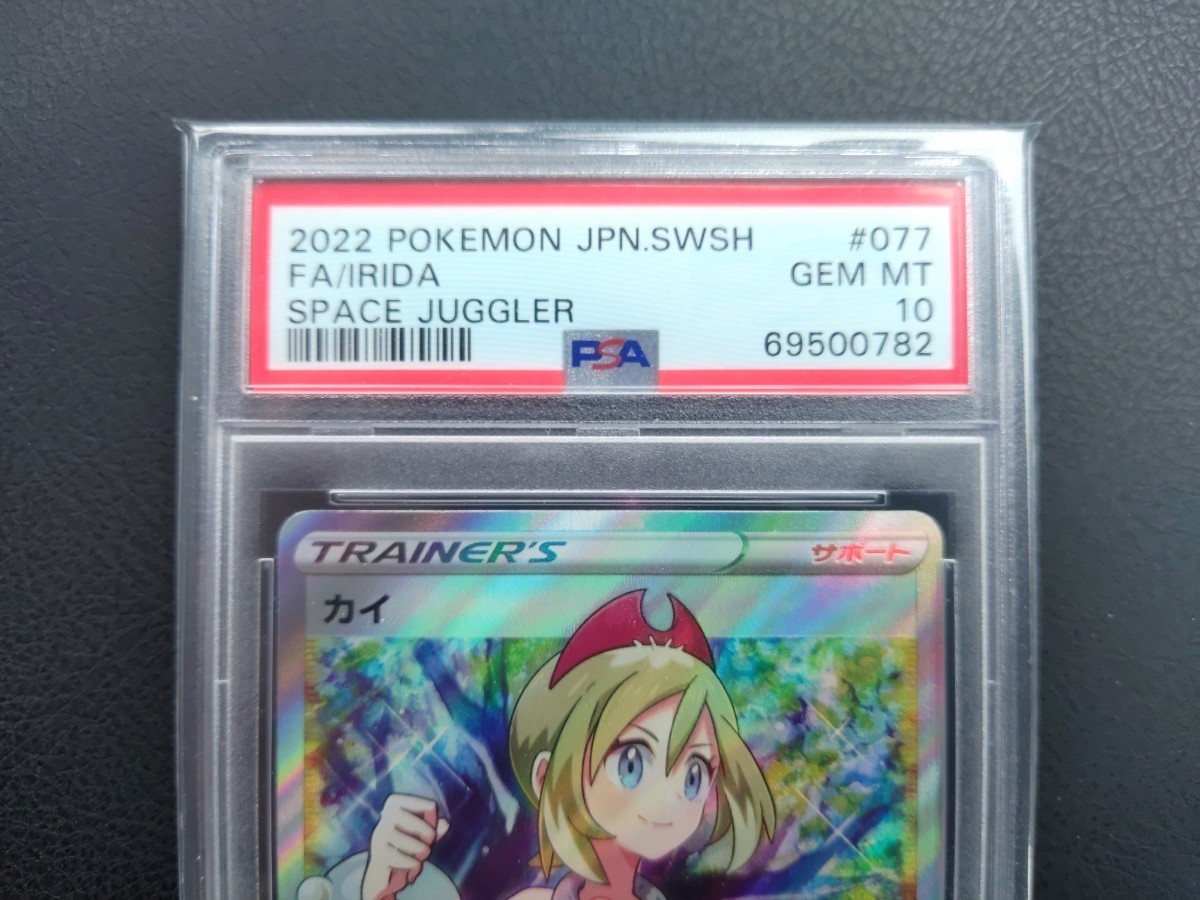 2022 POKEMON JPN.SWSH #077
FA/IRIDA GEM MT
SPACE JUGGLER 10
PSA 69500782
TRAINER'S サポート
カイ